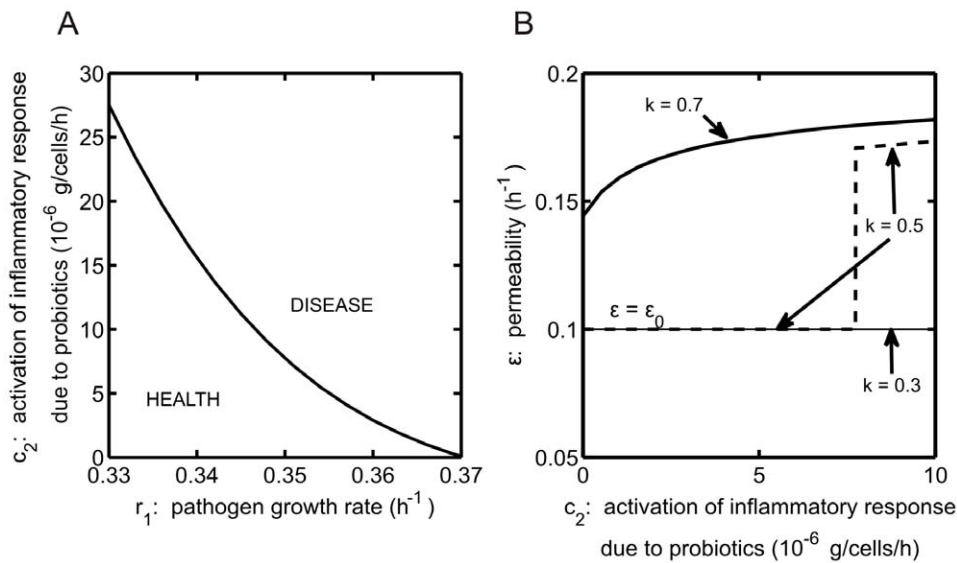 A
c₂: activation of inflammatory response
due to probiotics (10⁻⁶ g/cells/h)
30
25
20
15
10
5
0
DISEASE
HEALTH
0.33
0.34
0.35
0.36
0.37
r₁: pathogen growth rate (h⁻¹)
B
ε: permeability (h⁻¹)
0.2
0.15
0.1
0.05
k = 0.7
k = 0.5
ε = ε₀
k = 0.3
0
5
10
c₂: activation of inflammatory response
due to probiotics (10⁻⁶ g/cells/h)